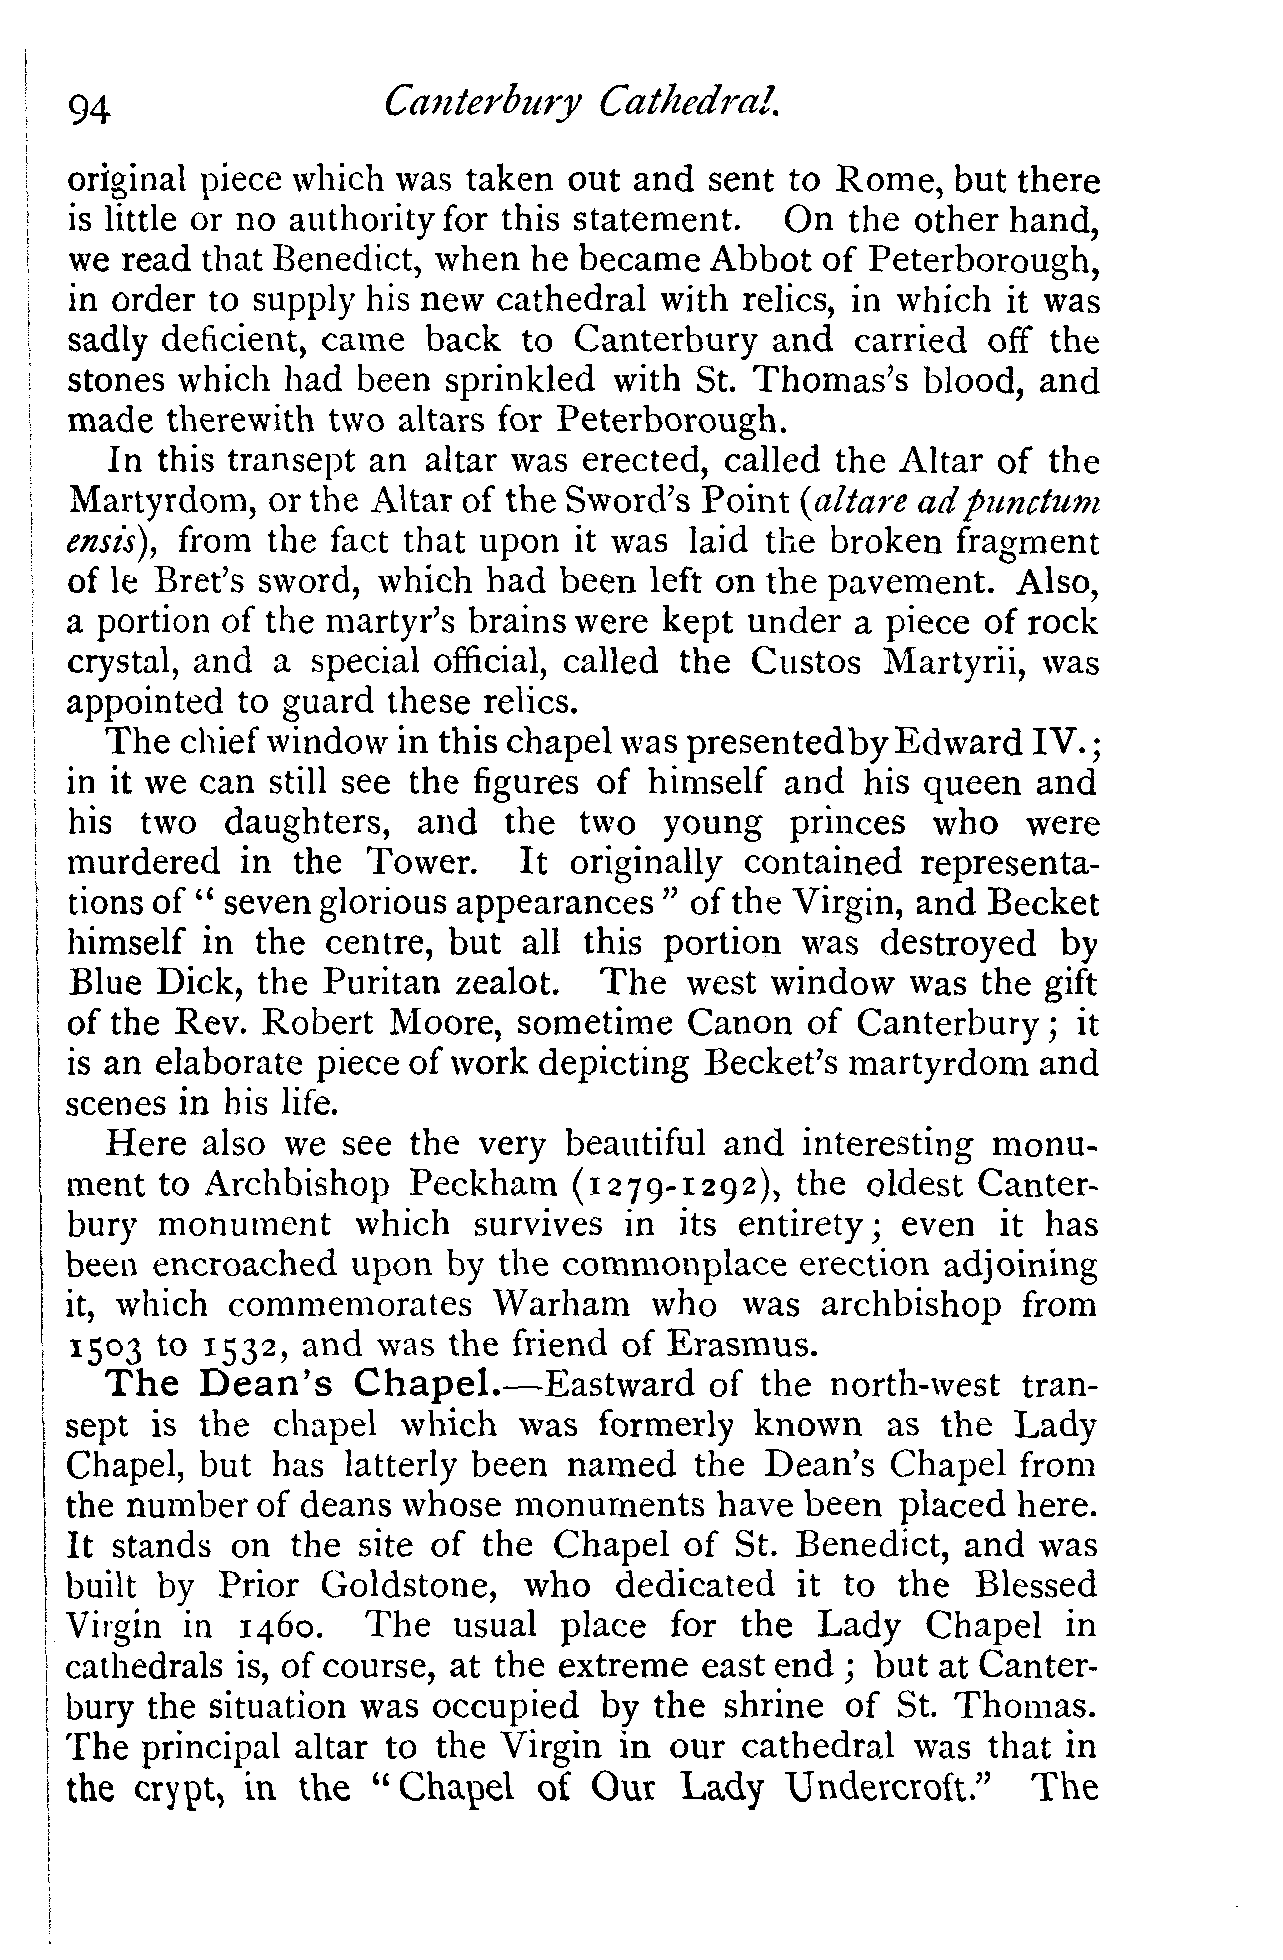 94 Canterbury Cathedral.
original piece which was taken out and sent to Rome, but there
is little or no authority for this statement. On the other hand,
we read that Benedict, when he became Abbot of Peterborough,
in order to supply his new cathedral with relics, in which it was
sadly deficient, came back to Canterbury and carried off the
stones which had been sprinkled with St. Thomas's blood, and
made therewith two altars for Peterborough.
In this transept an altar was erected, called the Altar of the
Martyrdom, or the Altar of the Sword's Point (altare ad punctum
ensis), from the fact that upon it was laid the broken fragment
of le Bret's sword, which had been left on the pavement. Also,
a portion of the martyr's brains were kept under a piece of rock
crystal, and a special official, called the Custos Martyrii, was
appointed to guard these relics.
The chief window in this chapel was presented by Edward IV.;
in it we can still see the figures of himself and his queen and
his two daughters, and the two young princes who were
murdered in the Tower. It originally contained representa-
tions of "seven glorious appearances" of the Virgin, and Becket
himself in the centre, but all this portion was destroyed by
Blue Dick, the Puritan zealot. The west window was the gift
of the Rev. Robert Moore, sometime Canon of Canterbury; it
is an elaborate piece of work depicting Becket's martyrdom and
scenes in his life.
Here also we see the very beautiful and interesting monu-
ment to Archbishop Peckham (1279-1292), the oldest Canter-
bury monument which survives in its entirety; even it has
been encroached upon by the commonplace erection adjoining
it, which commemorates Warham who was archbishop from
1503 to 1532, and was the friend of Erasmus.
The Dean's Chapel.—Eastward of the north-west tran-
sept is the chapel which was formerly known as the Lady
Chapel, but has latterly been named the Dean's Chapel from
the number of deans whose monuments have been placed here.
It stands on the site of the Chapel of St. Benedict, and was
built by Prior Goldstone, who dedicated it to the Blessed
Virgin in 1460. The usual place for the Lady Chapel in
cathedrals is, of course, at the extreme east end; but at Canter-
bury the situation was occupied by the shrine of St. Thomas.
The principal altar to the Virgin in our cathedral was that in
the crypt, in the "Chapel of Our Lady Undercroft." The